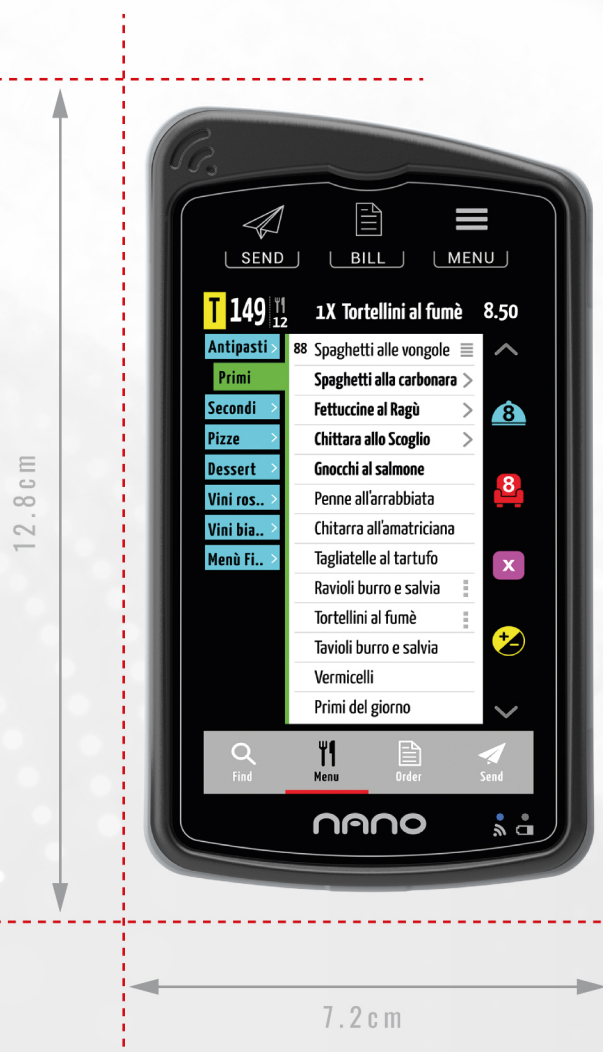 SEND BILL MENU
T 149 12 1X Tortellini al fumè 8.50
Antipasti
Primi
Secondi
Pizze
Dessert
Vini ros..
Vini bia..
Menù Fi..
88 Spaghetti alle vongole
Spaghetti alla carbonara
Fettuccine al Ragù
Chittara allo Scoglio
Gnocchi al salmone
Penne all'arrabbiata
Chitarra all'amatriciana
Tagliatelle al tartufo
Ravioli burro e salvia
Tortellini al fumè
Tavioli burro e salvia
Vermicelli
Primi del giorno
8
8
X
Find Menu Order Send
nano
12.8cm
7.2cm